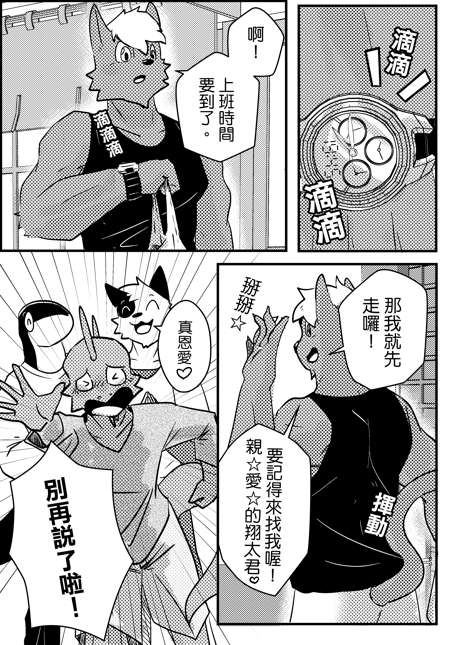 滴滴
滴滴
啊！
上班時間
要到了。
滴滴滴
那我就先
走囉！
掰掰☆
揮動
要記得來找我喔！
親☆愛☆的翔太君♡
真恩愛♡
別再說了啦！